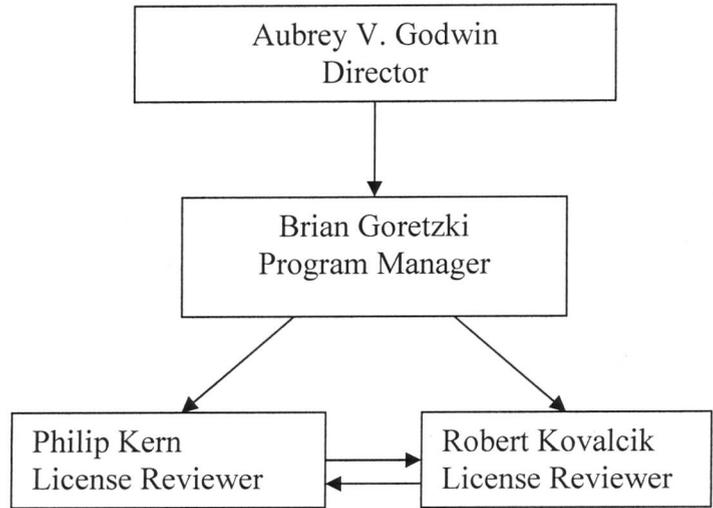 Aubrey V. Godwin
Director
Brian Goretzki
Program Manager
Philip Kern
License Reviewer
Robert Kovalcik
License Reviewer